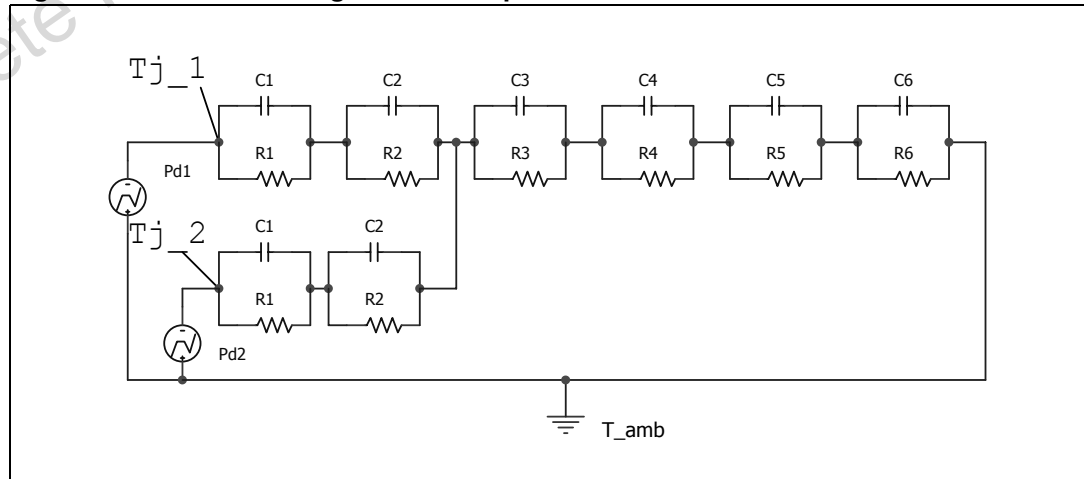 Tj_1
C1 C2 C3 C4 C5 C6
R1 R2 R3 R4 R5 R6
Pd1
Tj_2
C1 C2
R1 R2
Pd2
T_amb